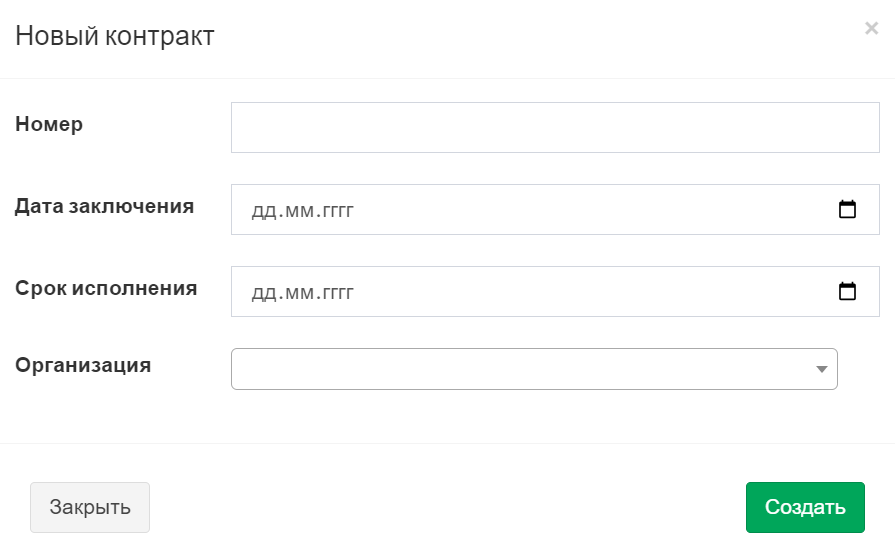 Новый контракт
×
Номер
Дата заключения
дд.мм.гггг
Срок исполнения
дд.мм.гггг
Организация
Закрыть
Создать